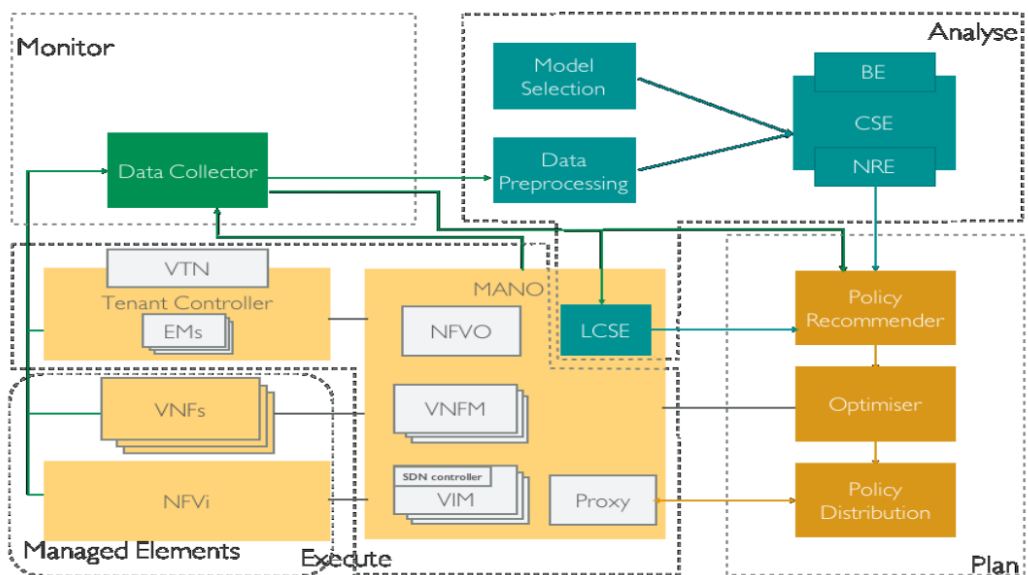 Monitor
Analyse
Model
Selection
BE
CSE
NRE
Data Collector
Data
Preprocessing
VTN
Tenant Controller
EMs
MANO
NFVO
LCSE
Policy
Recommender
VNFs
VNFM
Optimiser
NFVi
SDN controller
VIM
Proxy
Policy
Distribution
Managed Elements
Execute
Plan